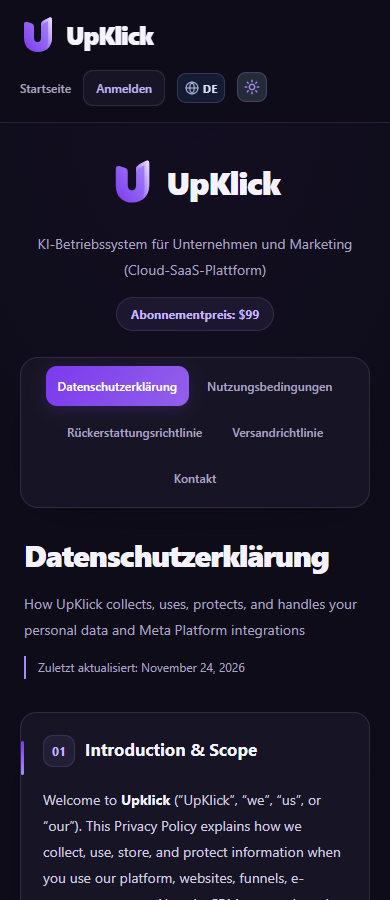 UpKlick
Startseite
Anmelden
DE
UpKlick
KI-Betriebssystem für Unternehmen und Marketing
(Cloud-SaaS-Plattform)
Abonnementpreis: $99
Datenschutzerklärung
Nutzungsbedingungen
Rückerstattungsrichtlinie
Versandrichtlinie
Kontakt
Datenschutzerklärung
How UpKlick collects, uses, protects, and handles your
personal data and Meta Platform integrations
Zuletzt aktualisiert: November 24, 2026
01
Introduction & Scope
Welcome to Upklick (“UpKlick”, “we”, “us”, or
“our”). This Privacy Policy explains how we
collect, use, store, and protect information when
you use our platform, websites, funnels, e-